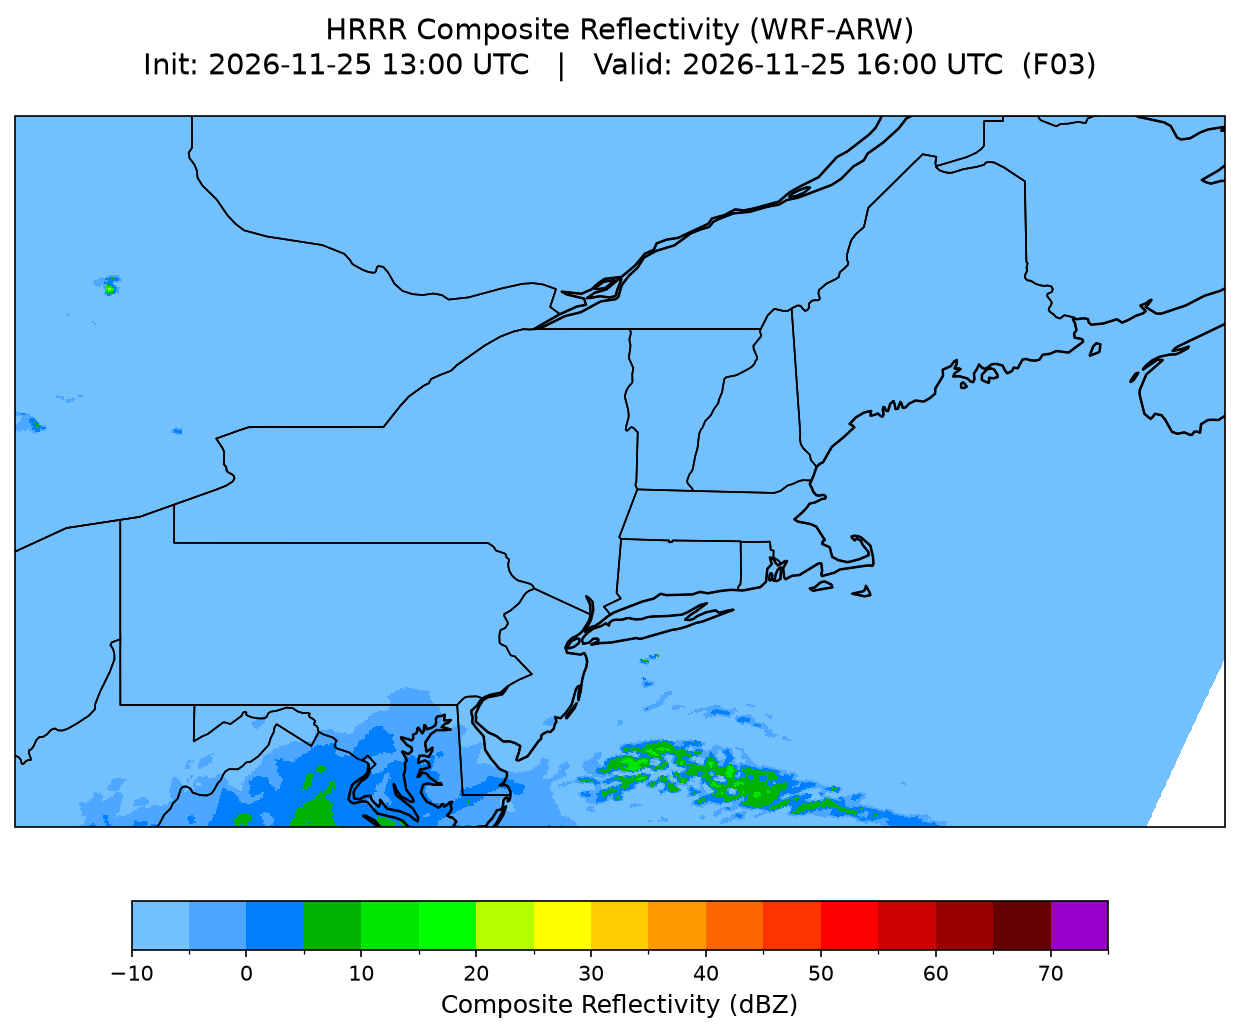 HRRR Composite Reflectivity (WRF-ARW)
Init: 2026-11-25 13:00 UTC | Valid: 2026-11-25 16:00 UTC (F03)
−10 0 10 20 30 40 50 60 70
Composite Reflectivity (dBZ)